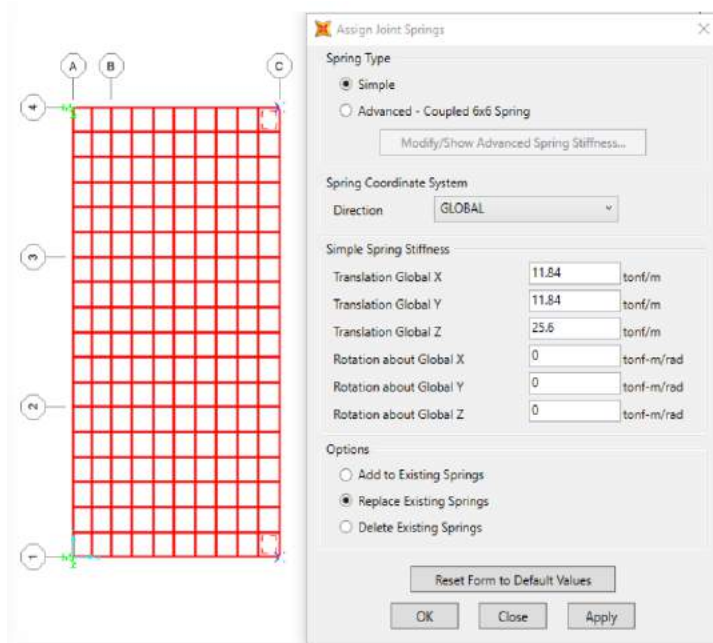 Assign Joint Springs
Spring Type
Simple
Advanced - Coupled 6x6 Spring
Modify/Show Advanced Spring Stiffness...
Spring Coordinate System
Direction GLOBAL
Simple Spring Stiffness
Translation Global X 11.84 tonf/m
Translation Global Y 11.84 tonf/m
Translation Global Z 25.6 tonf/m
Rotation about Global X 0 tonf-m/rad
Rotation about Global Y 0 tonf-m/rad
Rotation about Global Z 0 tonf-m/rad
Options
Add to Existing Springs
Replace Existing Springs
Delete Existing Springs
Reset Form to Default Values
OK Close Apply
A B C
4
3
2
1